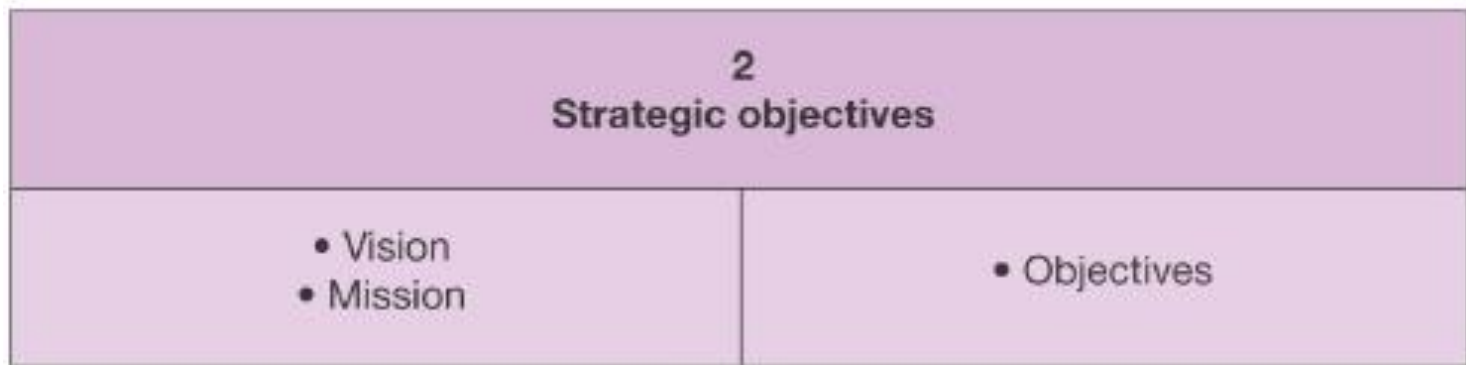 2
Strategic objectives
• Vision
• Mission
• Objectives